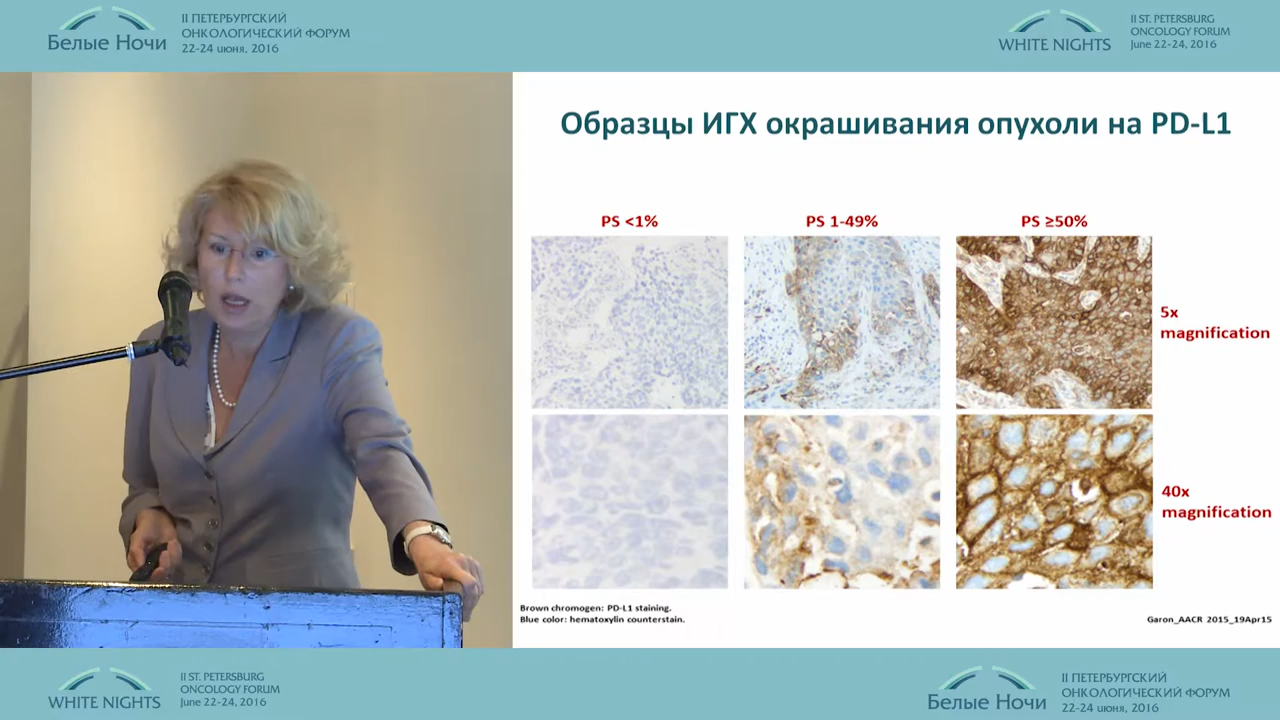 Белые Ночи
II ПЕТЕРБУРГСКИЙ
ОНКОЛОГИЧЕСКИЙ ФОРУМ
22-24 июня, 2016
WHITE NIGHTS
II ST. PETERSBURG
ONCOLOGY FORUM
June 22-24, 2016
Образцы ИГХ окрашивания опухоли на PD-L1
PS <1%
PS 1-49%
PS ≥50%
5x
magnification
40x
magnification
Brown chromogen: PD-L1 staining.
Blue color: hematoxylin counterstain.
Garon_AACR 2015_19Apr15
WHITE NIGHTS
II ST. PETERSBURG
ONCOLOGY FORUM
June 22-24, 2016
Белые Ночи
II ПЕТЕРБУРГСКИЙ
ОНКОЛОГИЧЕСКИЙ ФОРУМ
22-24 июня, 2016